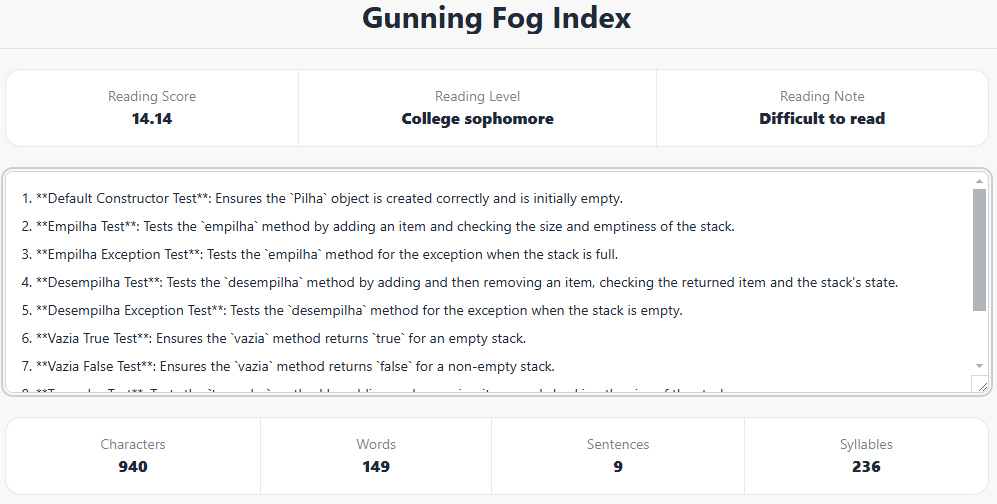 Gunning Fog Index
Reading Score
14.14
Reading Level
College sophomore
Reading Note
Difficult to read
1. **Default Constructor Test**: Ensures the `Pilha` object is created correctly and is initially empty.
2. **Empilha Test**: Tests the `empilha` method by adding an item and checking the size and emptiness of the stack.
3. **Empilha Exception Test**: Tests the `empilha` method for the exception when the stack is full.
4. **Desempilha Test**: Tests the `desempilha` method by adding and then removing an item, checking the returned item and the stack's state.
5. **Desempilha Exception Test**: Tests the `desempilha` method for the exception when the stack is empty.
6. **Vazia True Test**: Ensures the `vazia` method returns `true` for an empty stack.
7. **Vazia False Test**: Ensures the `vazia` method returns `false` for a non-empty stack.
Characters
940
Words
149
Sentences
9
Syllables
236